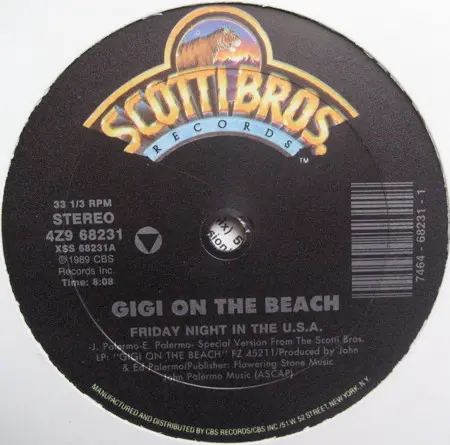 SCOTTI BROS.
RECORDS
TM
33 1/3 RPM
STEREO
4Z9 68231
XSS 68231A
℗1989 CBS
Records Inc.
Time: 8:08
7464 - 68231 - 1
GIGI ON THE BEACH
FRIDAY NIGHT IN THE U.S.A.
-J. Palermo-E. Palermo- Special Version From The Scotti Bros.
LP: "GIGI ON THE BEACH" FZ 45211/Produced by John
& Ed Palermo/Publisher: Flowering Stone Music
John Palermo Music (ASCAP)
MANUFACTURED AND DISTRIBUTED BY CBS RECORDS/CBS INC./51 W. 52 STREET, NEW YORK, N.Y.